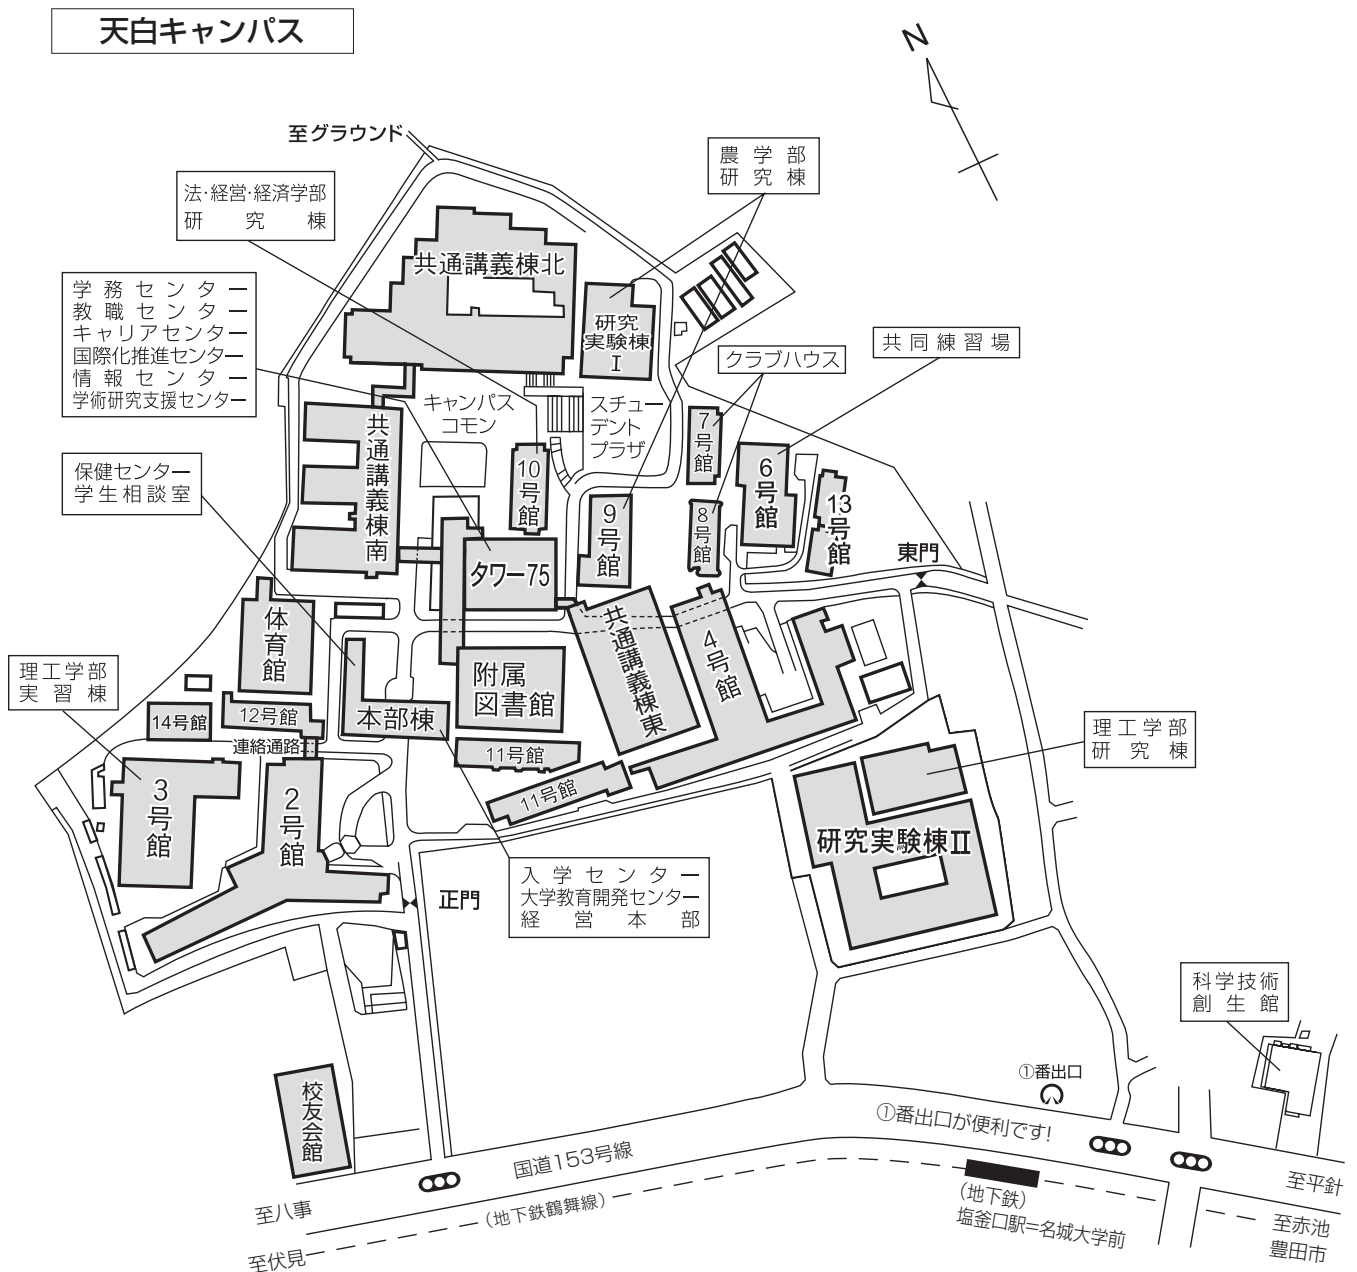 天白キャンパス
N
至グラウンド
農学部
研究棟
法・経営・経済学部
研究棟
共通講義棟北
学務センター
教職センター
キャリアセンター
国際化推進センター
情報センター
学術研究支援センター
研究
実験棟
I
共同練習場
クラブハウス
キャンパス
コモン
スチュー
デント
プラザ
7号館
共通講義棟南
保健センター
学生相談室
10号館
6号館
13号館
9号館
8号館
東門
タワー75
体育館
共通講義棟東
4号館
理工学部
実習棟
附属
図書館
14号館
12号館
本部棟
連絡通路
11号館
11号館
理工学部
研究棟
3号館
2号館
研究実験棟II
入学センター
大学教育開発センター
経営本部
正門
科学技術
創生館
①番出口
①番出口が便利です!
校友会館
国道153号線
至八事
(地下鉄鶴舞線)
至伏見
(地下鉄)
塩釜口駅=名城大学前
至平針
至赤池
豊田市